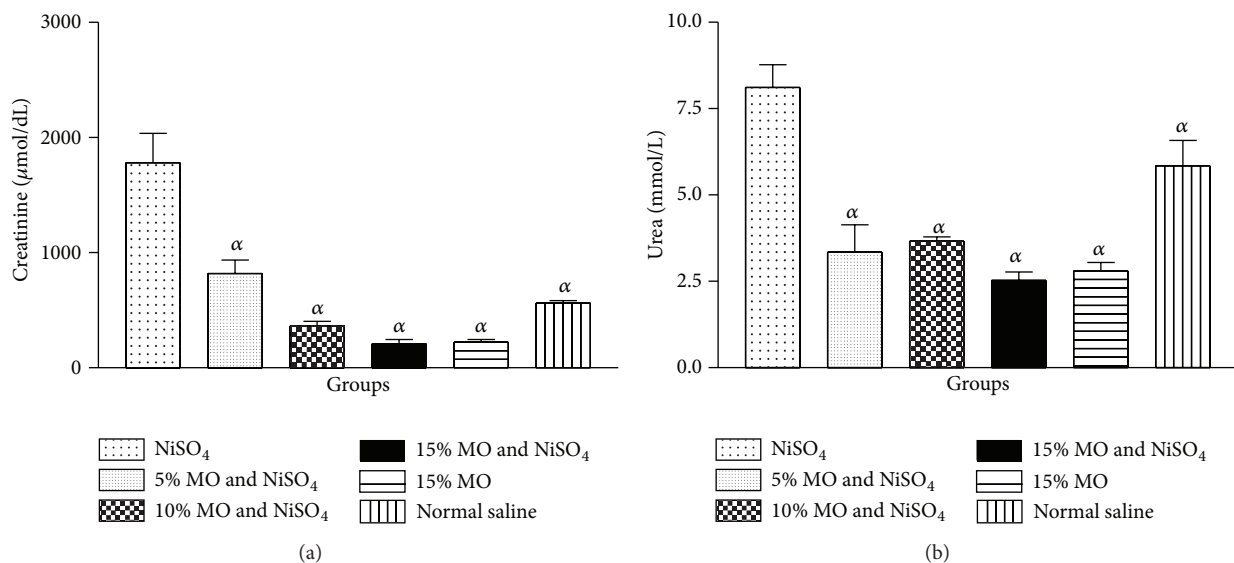 3000
2000
1000
0
Creatinine (μmol/dL)
α
α
α
α
α
Groups
NiSO₄
5% MO and NiSO₄
10% MO and NiSO₄
15% MO and NiSO₄
15% MO
Normal saline
(a)
10.0
7.5
5.0
2.5
0.0
Urea (mmol/L)
α
α
α
α
α
Groups
NiSO₄
5% MO and NiSO₄
10% MO and NiSO₄
15% MO and NiSO₄
15% MO
Normal saline
(b)